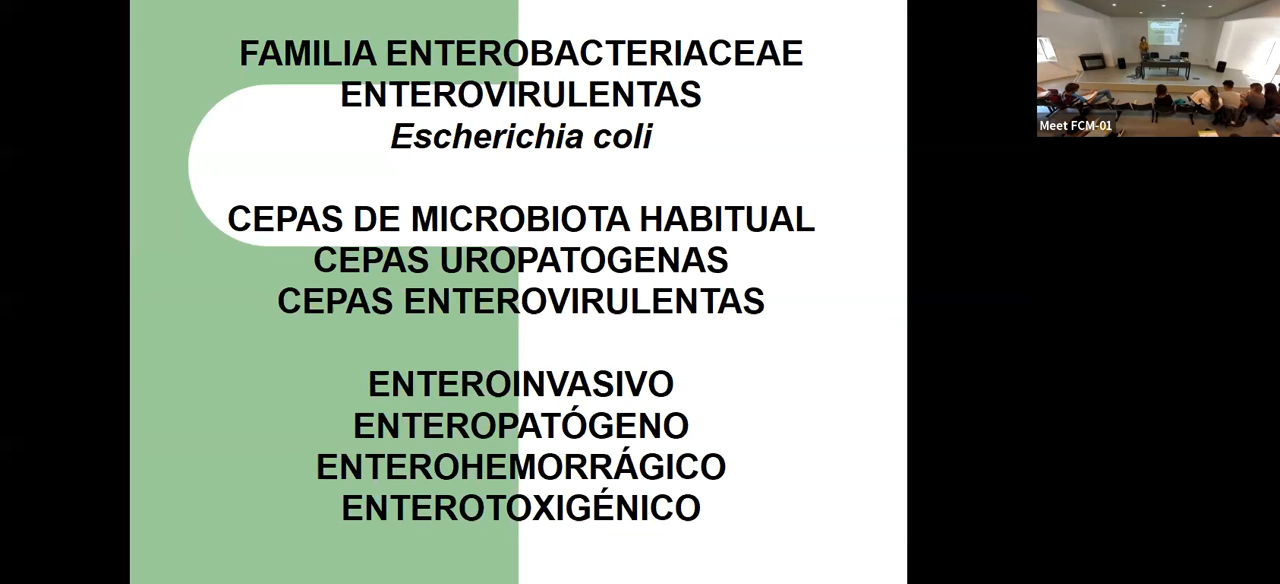 FAMILIA ENTEROBACTERIACEAE
ENTEROVIRULENTAS
Escherichia coli
CEPAS DE MICROBIOTA HABITUAL
CEPAS UROPATOGENAS
CEPAS ENTEROVIRULENTAS
ENTEROINVASIVO
ENTEROPATÓGENO
ENTEROHEMORRÁGICO
ENTEROTOXIGÉNICO
Meet FCM-01